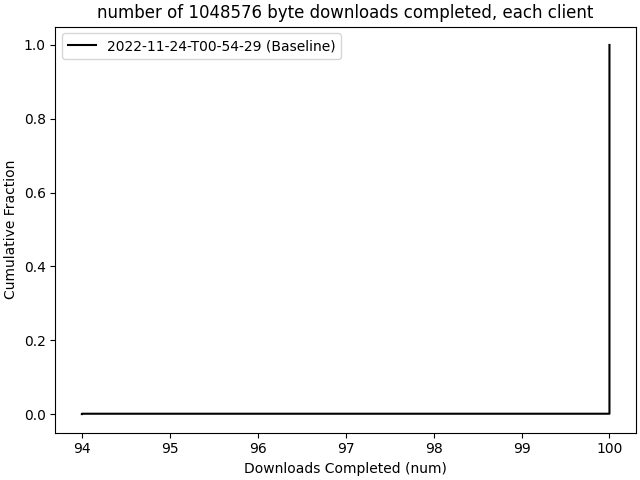 number of 1048576 byte downloads completed, each client
2022-11-24-T00-54-29 (Baseline)
Cumulative Fraction
1.0
0.8
0.6
0.4
0.2
0.0
94 95 96 97 98 99 100
Downloads Completed (num)